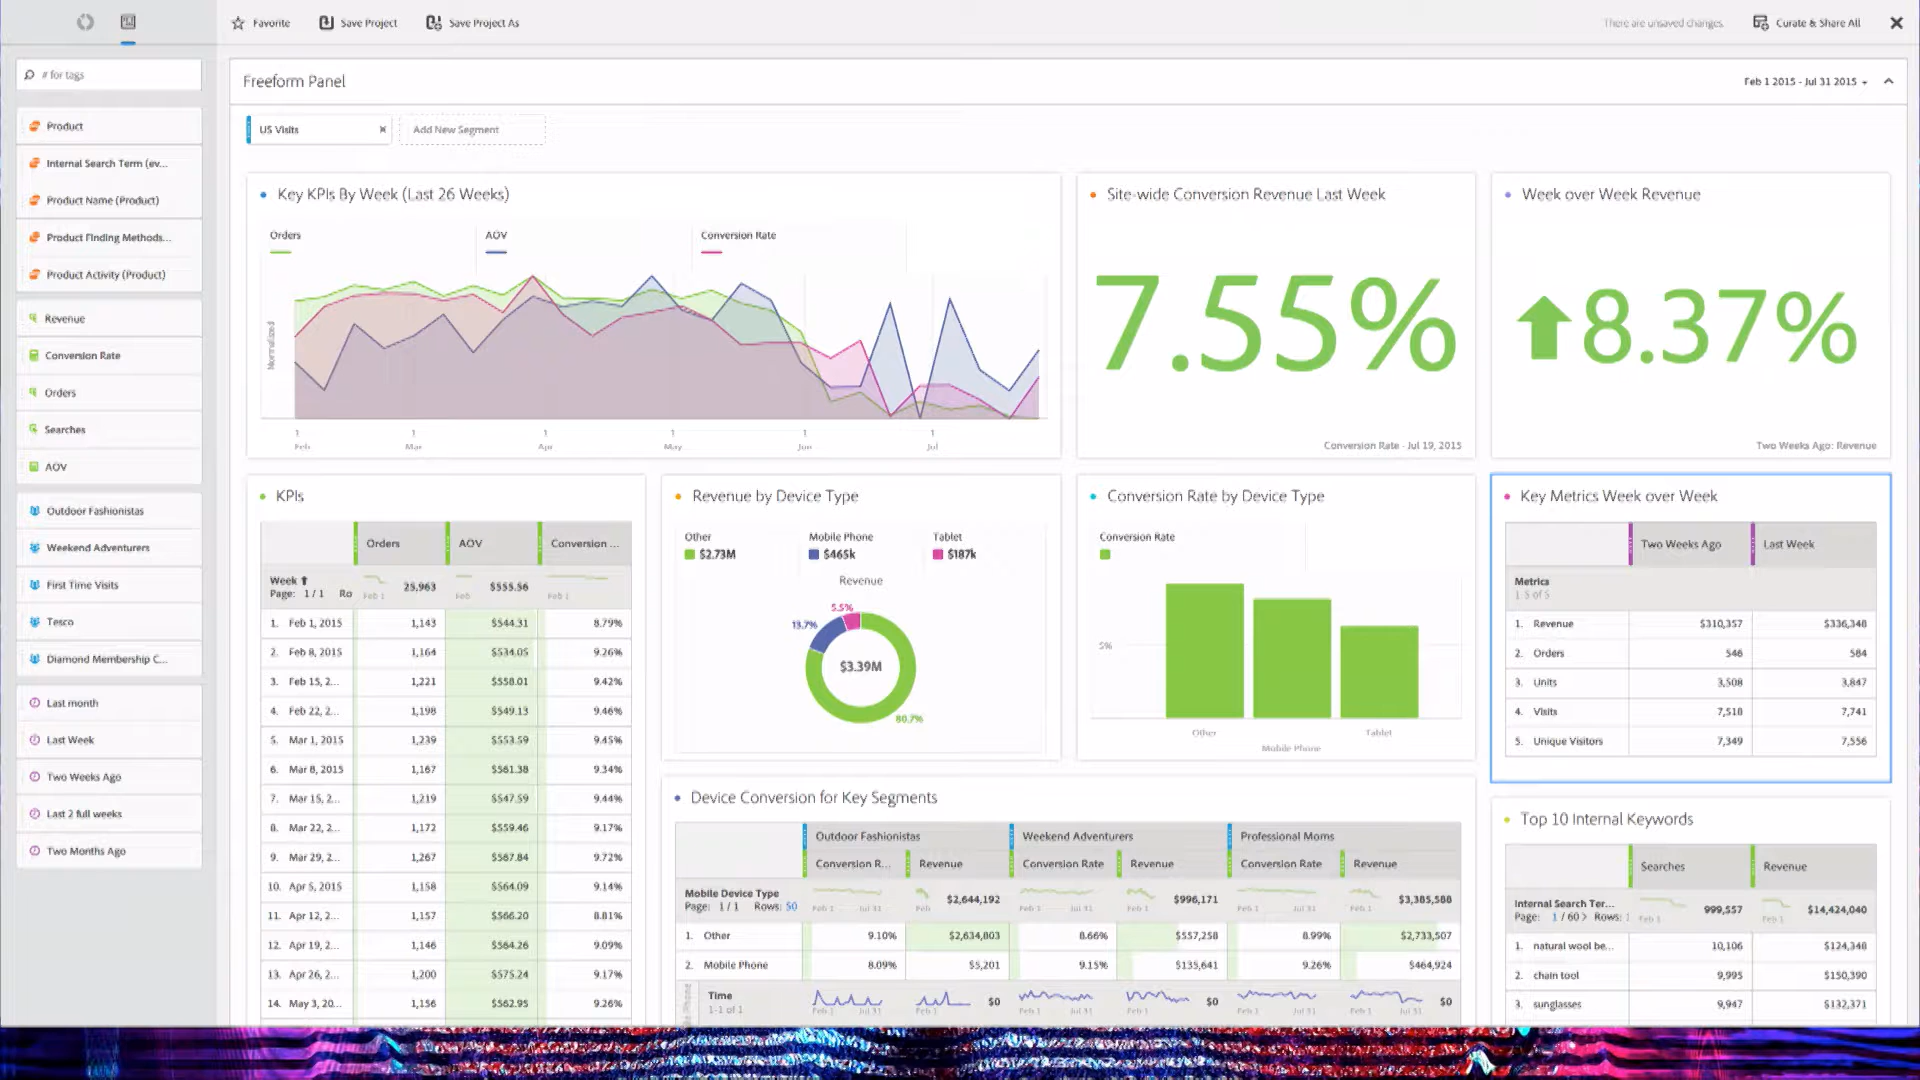 Favorite
Save Project
Save Project As
There are unsaved changes.
Curate & Share All
# for tags
Product
Internal Search Term (ev...
Product Name (Product)
Product Finding Methods...
Product Activity (Product)
Revenue
Conversion Rate
Orders
Searches
AOV
Outdoor Fashionistas
Weekend Adventurers
First Time Visits
Tesco
Diamond Membership C...
Last month
Last Week
Two Weeks Ago
Last 2 full weeks
Two Months Ago
Freeform Panel
Feb 1 2015 - Jul 31 2015
US Visits
Add New Segment
Key KPIs By Week (Last 26 Weeks)
Orders AOV Conversion Rate
Normalized
1 1 1 1 1 1
Feb Mar Apr May Jun Jul
Site-wide Conversion Revenue Last Week
7.55%
Conversion Rate - Jul 19, 2015
Week over Week Revenue
8.37%
Two Weeks Ago: Revenue
KPIs
Orders AOV Conversion ...
Week 25,963 $555.56
Page: 1 / 1 Ro Feb 1 Feb Feb 1
1. Feb 1, 2015 1,143 $544.31 8.79%
2. Feb 8, 2015 1,164 $534.05 9.26%
3. Feb 15, 2... 1,221 $558.01 9.42%
4. Feb 22, 2... 1,198 $549.13 9.46%
5. Mar 1, 2015 1,239 $553.59 9.45%
6. Mar 8, 2015 1,167 $561.38 9.34%
7. Mar 15, 2... 1,219 $547.59 9.44%
8. Mar 22, 2... 1,172 $559.46 9.17%
9. Mar 29, 2... 1,267 $567.84 9.72%
10. Apr 5, 2015 1,158 $564.09 9.14%
11. Apr 12, 2... 1,157 $566.20 8.81%
12. Apr 19, 2... 1,146 $564.26 9.09%
13. Apr 26, 2... 1,200 $575.24 9.17%
14. May 3, 20... 1,156 $562.95 9.26%
Revenue by Device Type
Other Mobile Phone Tablet
$2.73M $465k $187k
Revenue
5.5%
13.7%
$3.39M
80.7%
Conversion Rate by Device Type
Conversion Rate
5%
Other Mobile Phone Tablet
Key Metrics Week over Week
Two Weeks Ago Last Week
Metrics
1-5 of 5
1. Revenue $310,357 $336,348
2. Orders 546 584
3. Units 3,508 3,847
4. Visits 7,518 7,741
5. Unique Visitors 7,349 7,556
Device Conversion for Key Segments
Outdoor Fashionistas Weekend Adventurers Professional Moms
Conversion R... Revenue Conversion Rate Revenue Conversion Rate Revenue
Mobile Device Type $2,644,192 $996,171 $3,385,588
Page: 1 / 1 Rows: 50 Feb 1 Jul 31 Feb Feb 1 Jul 31 Feb 1 Feb 1 Jul 31 Feb 1
1. Other 9.10% $2,634,803 8.66% $557,258 8.99% $2,733,507
2. Mobile Phone 8.09% $5,201 9.15% $135,641 9.26% $464,924
Time $0 $0 $0
1-1 of 1 Feb 1 Jul 31 Feb 1 Jul 31 Feb 1 Jul 31 Feb 1 Jul 31 Feb 1 Jul 31 Feb 1 Jul 31
Top 10 Internal Keywords
Searches Revenue
Internal Search Ter... 999,557 $14,424,040
Page: 1 / 60 > Rows: Feb 1 Feb 1
1. natural wool be... 10,106 $124,348
2. chain tool 9,995 $150,390
3. sunglasses 9,947 $132,371